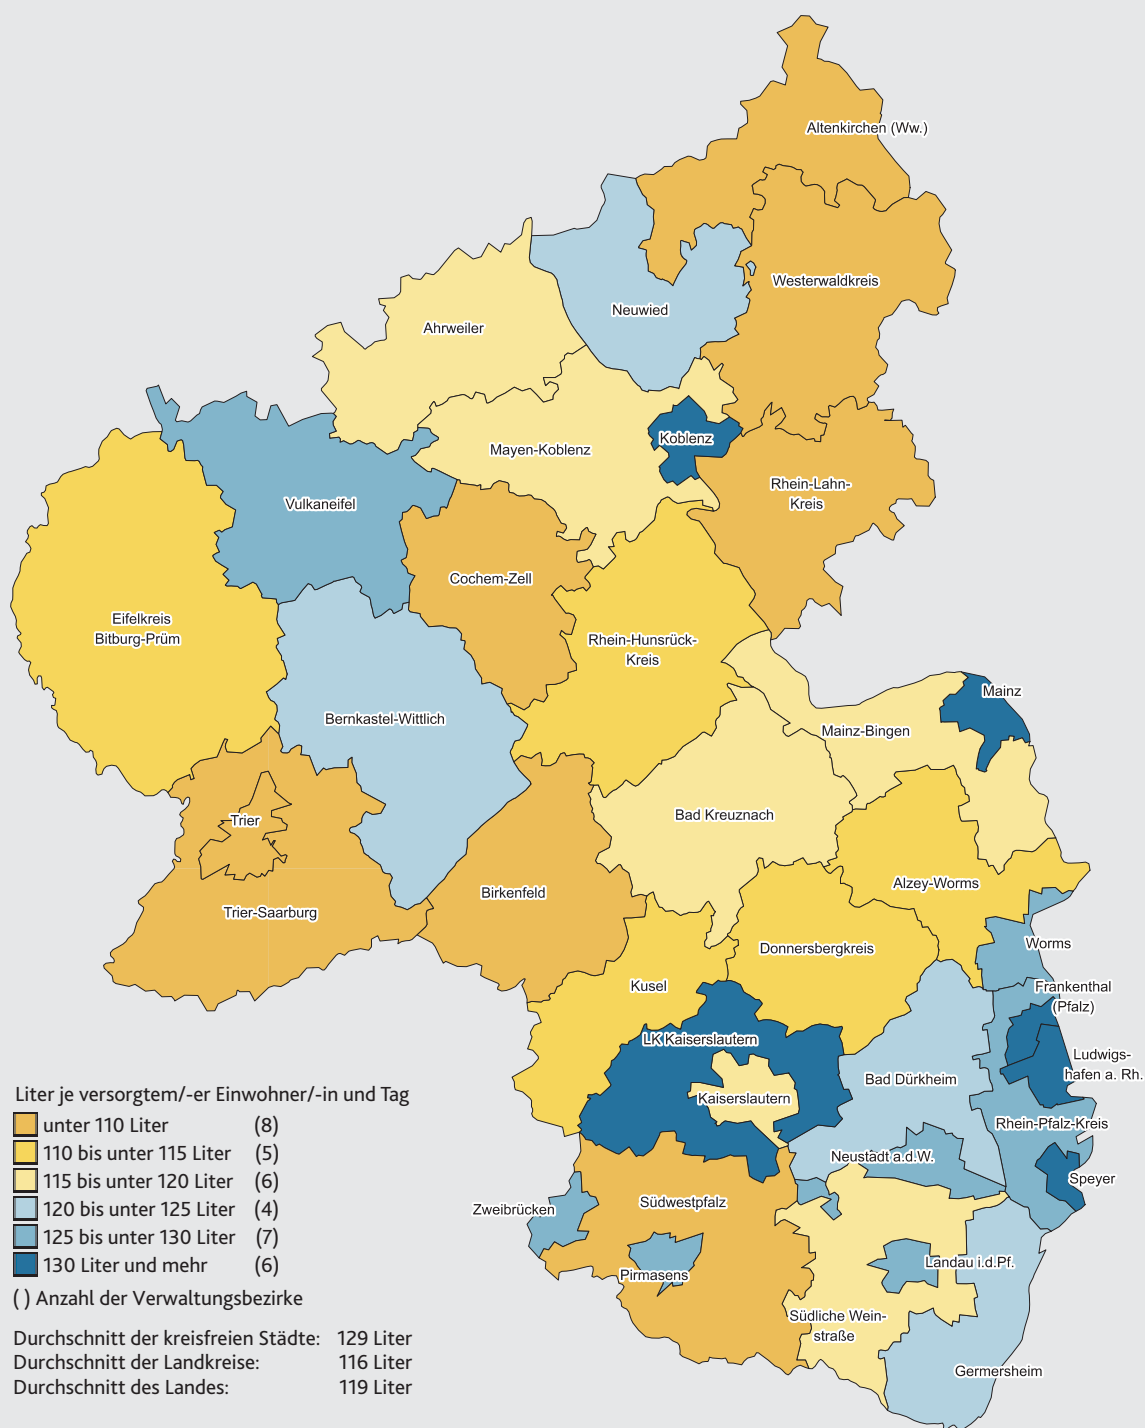 Altenkirchen (Ww.)
Westerwaldkreis
Neuwied
Ahrweiler
Koblenz
Mayen-Koblenz
Rhein-Lahn-
Kreis
Vulkaneifel
Cochem-Zell
Eifelkreis
Bitburg-Prüm
Rhein-Hunsrück-
Kreis
Mainz
Bernkastel-Wittlich
Mainz-Bingen
Bad Kreuznach
Trier
Alzey-Worms
Birkenfeld
Trier-Saarburg
Worms
Donnersbergkreis
Kusel
Frankenthal
(Pfalz)
LK Kaiserslautern
Ludwigs-
hafen a. Rh.
Bad Dürkheim
Kaiserslautern
Rhein-Pfalz-Kreis
Neustadt a.d.W.
Speyer
Südwestpfalz
Zweibrücken
Landau i.d.Pf.
Pirmasens
Südliche Wein-
straße
Germersheim
Liter je versorgtem/-er Einwohner/-in und Tag
unter 110 Liter (8)
110 bis unter 115 Liter (5)
115 bis unter 120 Liter (6)
120 bis unter 125 Liter (4)
125 bis unter 130 Liter (7)
130 Liter und mehr (6)
( ) Anzahl der Verwaltungsbezirke
Durchschnitt der kreisfreien Städte: 129 Liter
Durchschnitt der Landkreise: 116 Liter
Durchschnitt des Landes: 119 Liter